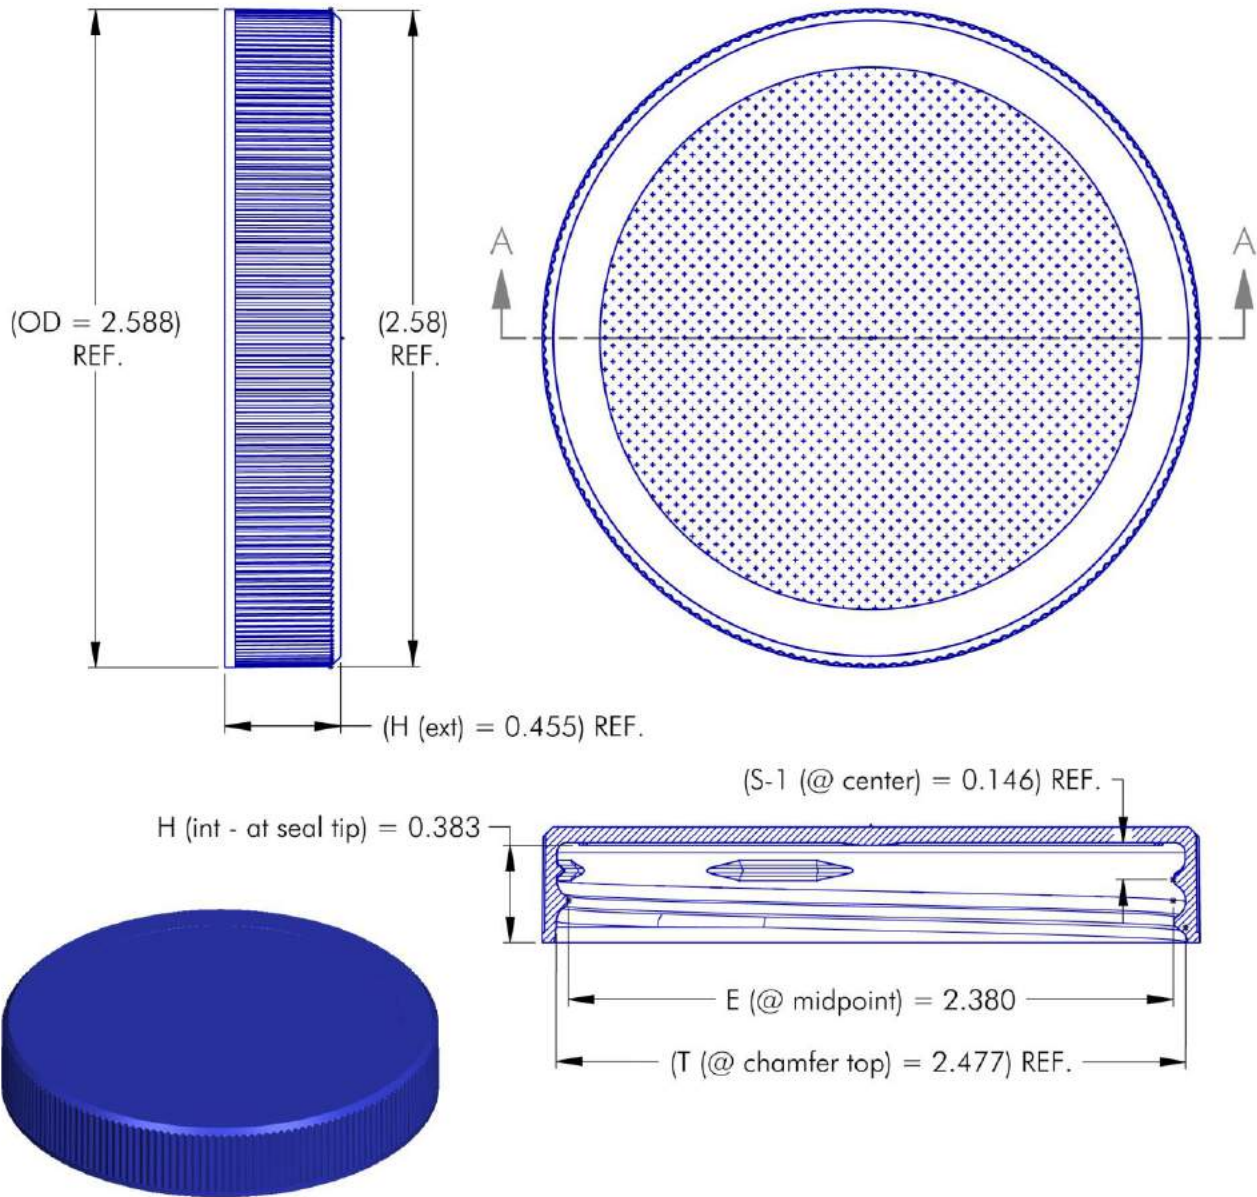 A
A
(OD = 2.588)
REF.
(2.58)
REF.
(H (ext) = 0.455) REF.
(S-1 (@ center) = 0.146) REF.
H (int - at seal tip) = 0.383
E (@ midpoint) = 2.380
(T (@ chamfer top) = 2.477) REF.